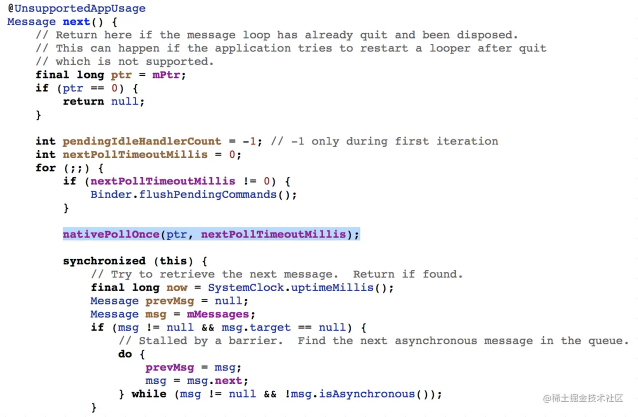 @UnsupportedAppUsage
Message next() {
    // Return here if the message loop has already quit and been disposed.
    // This can happen if the application tries to restart a looper after quit
    // which is not supported.
    final long ptr = mPtr;
    if (ptr == 0) {
        return null;
    }

    int pendingIdleHandlerCount = -1; // -1 only during first iteration
    int nextPollTimeoutMillis = 0;
    for (;;) {
        if (nextPollTimeoutMillis != 0) {
            Binder.flushPendingCommands();
        }

        nativePollOnce(ptr, nextPollTimeoutMillis);

        synchronized (this) {
            // Try to retrieve the next message.  Return if found.
            final long now = SystemClock.uptimeMillis();
            Message prevMsg = null;
            Message msg = mMessages;
            if (msg != null && msg.target == null) {
                // Stalled by a barrier.  Find the next asynchronous message in the queue.
                do {
                    prevMsg = msg;
                    msg = msg.next;
                } while (msg != null && !msg.isAsynchronous());
            }
@稀土掘金技术社区